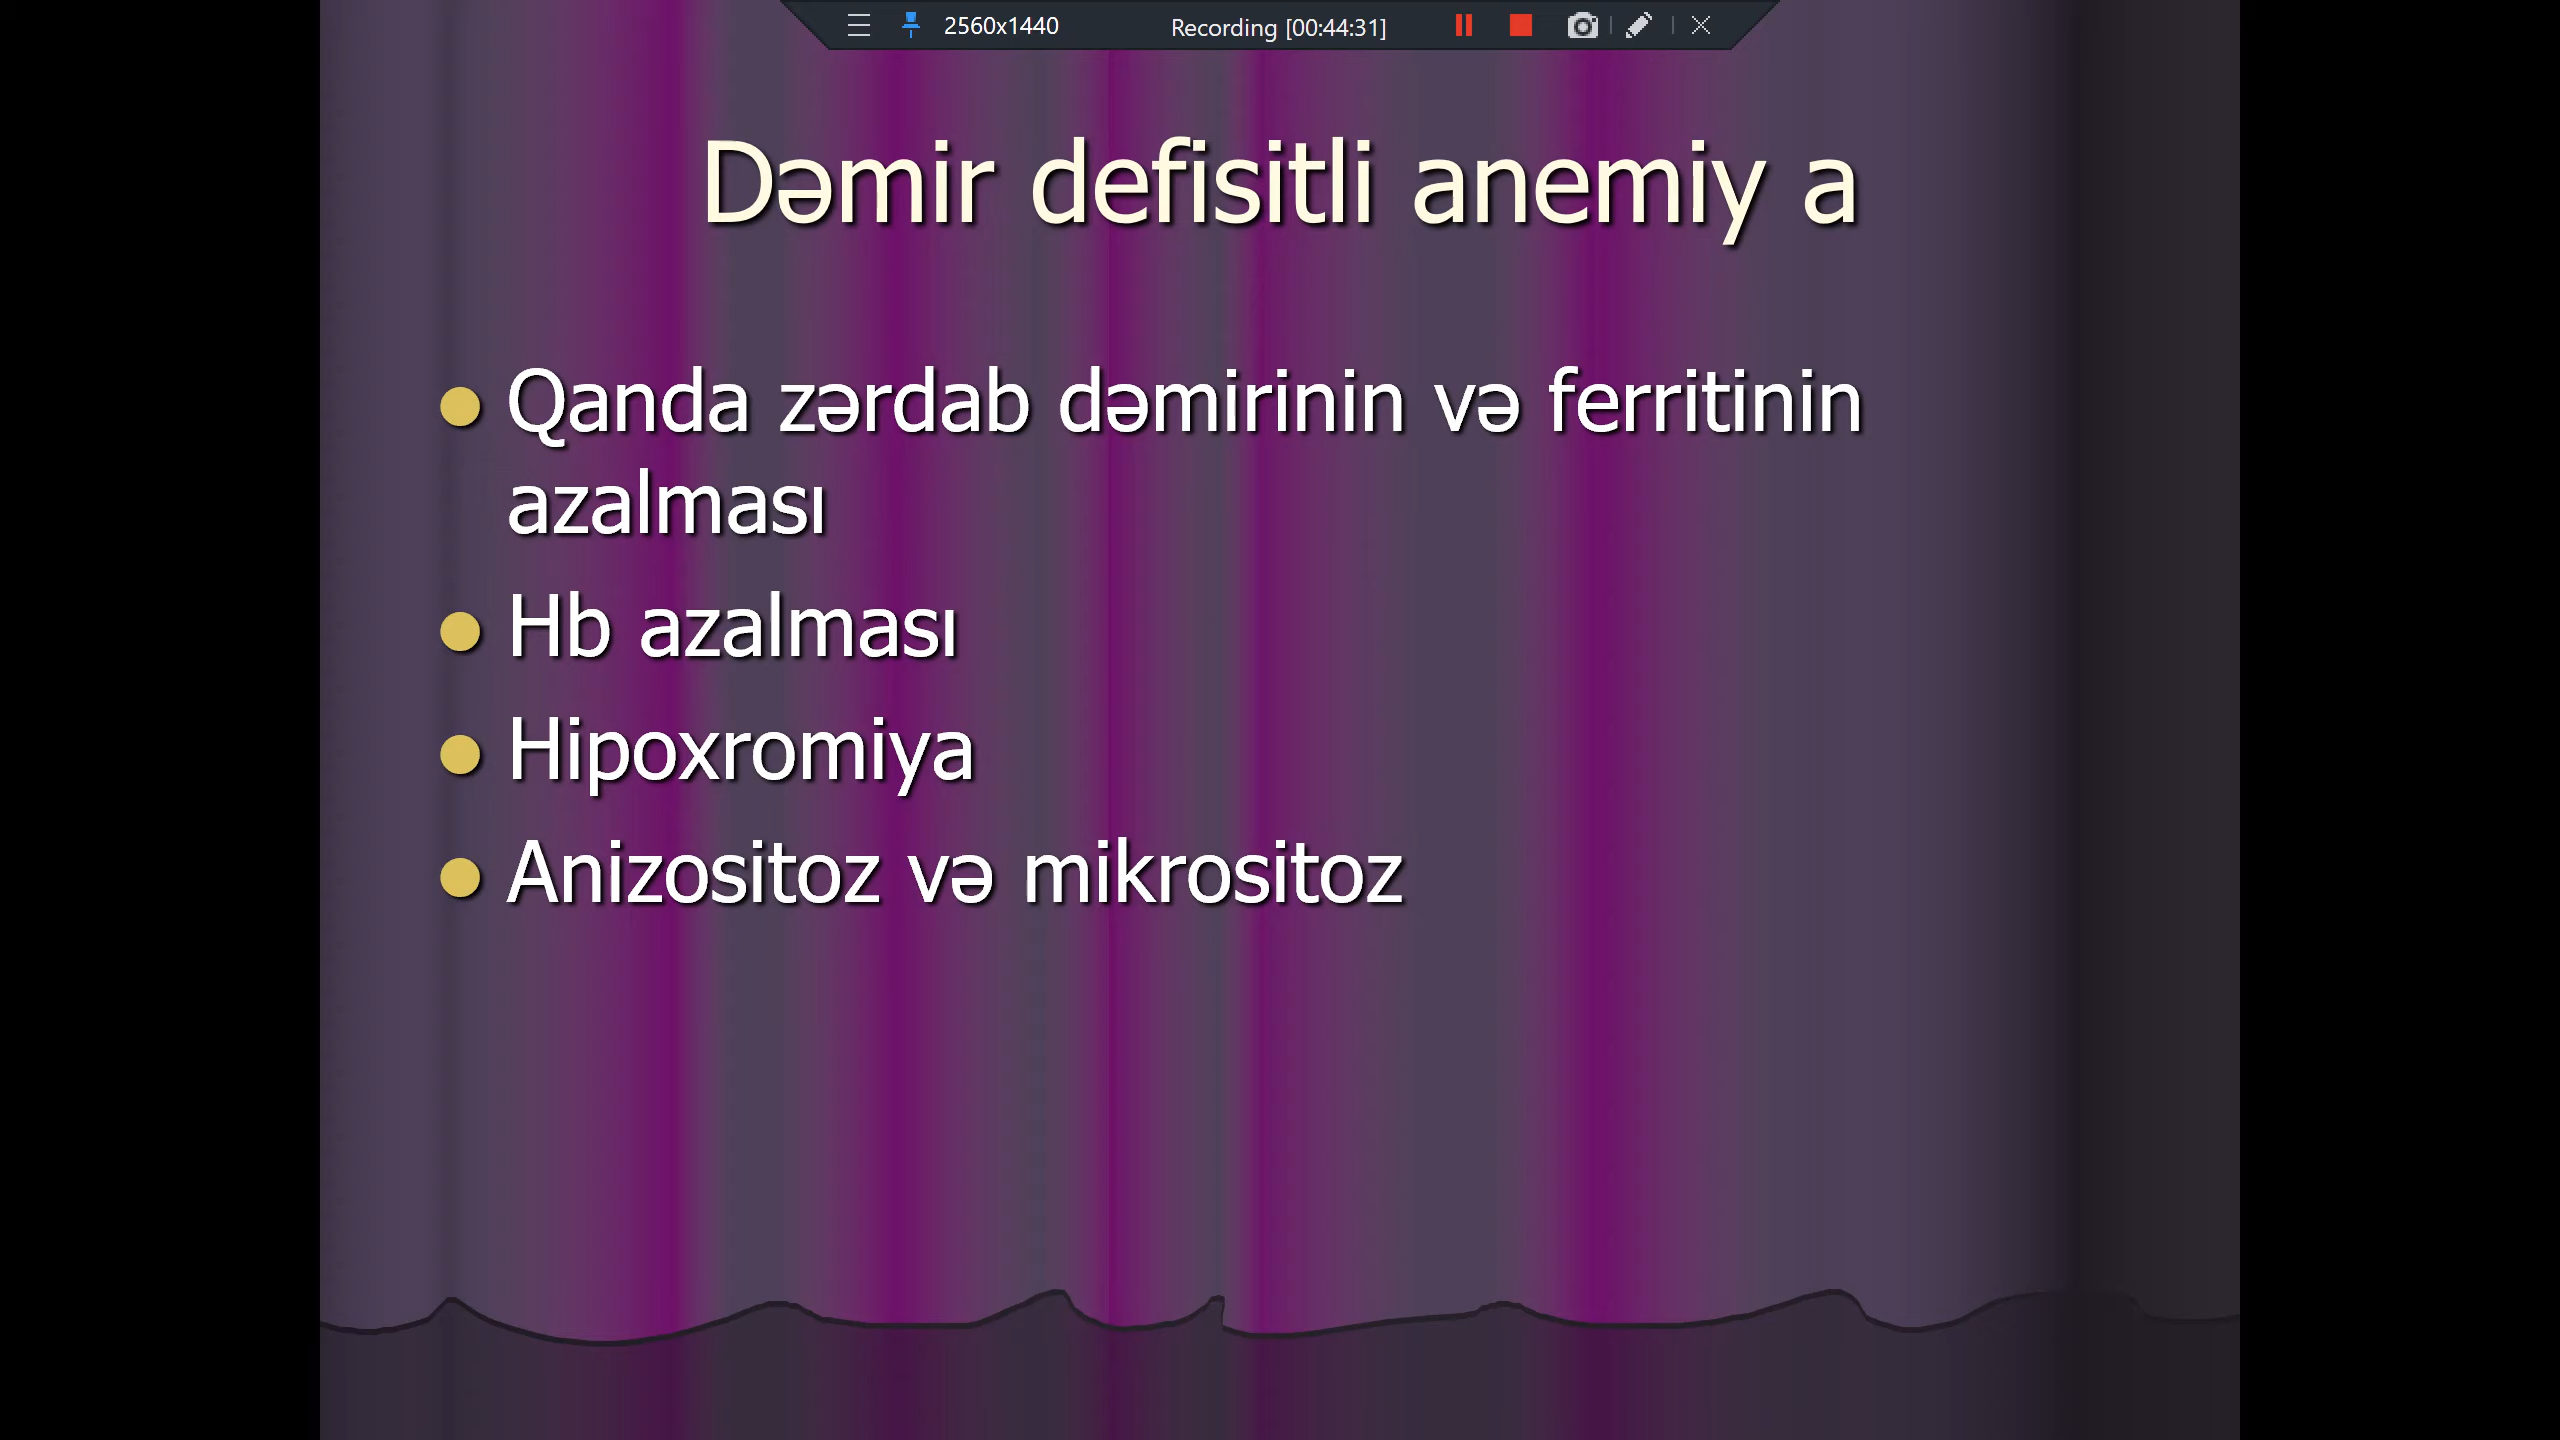 2560x1440 Recording [00:44:31]
Dəmir defisitli anemiy a
Qanda zərdab dəmirinin və ferritinin
azalması
Hb azalması
Hipoxromiya
Anizositoz və mikrositoz